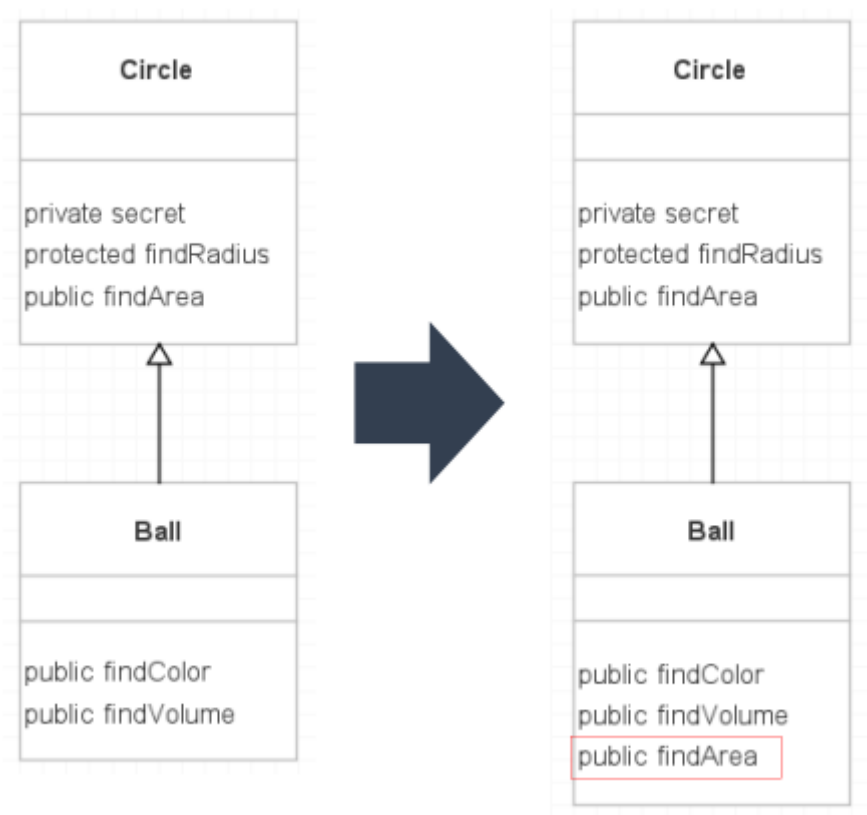 Circle
private secret
protected findRadius
public findArea
Ball
public findColor
public findVolume
Circle
private secret
protected findRadius
public findArea
Ball
public findColor
public findVolume
public findArea